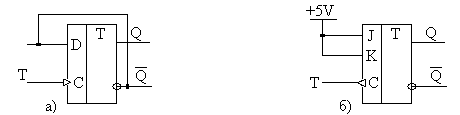 +5V
D T Q
T C Q̅
а)
J T Q
K
T C Q̅
б)